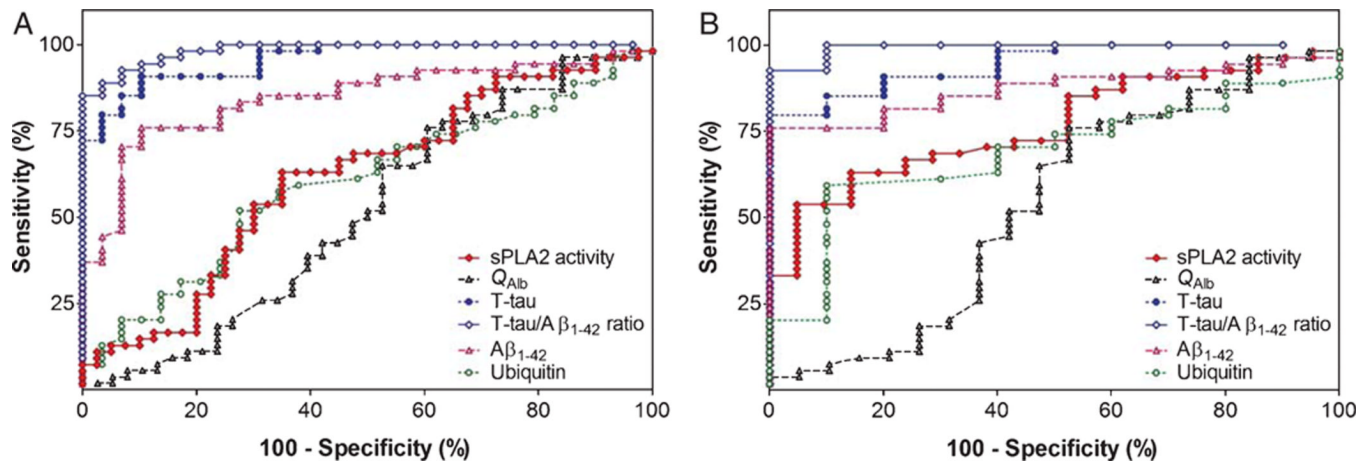 A
B
100
75
50
25
Sensitivity (%)
sPLA2 activity
QAlb
T-tau
T-tau/A β1-42 ratio
Aβ1-42
Ubiquitin
0 20 40 60 80 100
100 - Specificity (%)
100
75
50
25
Sensitivity (%)
sPLA2 activity
QAlb
T-tau
T-tau/A β1-42 ratio
Aβ1-42
Ubiquitin
0 20 40 60 80 100
100 - Specificity (%)